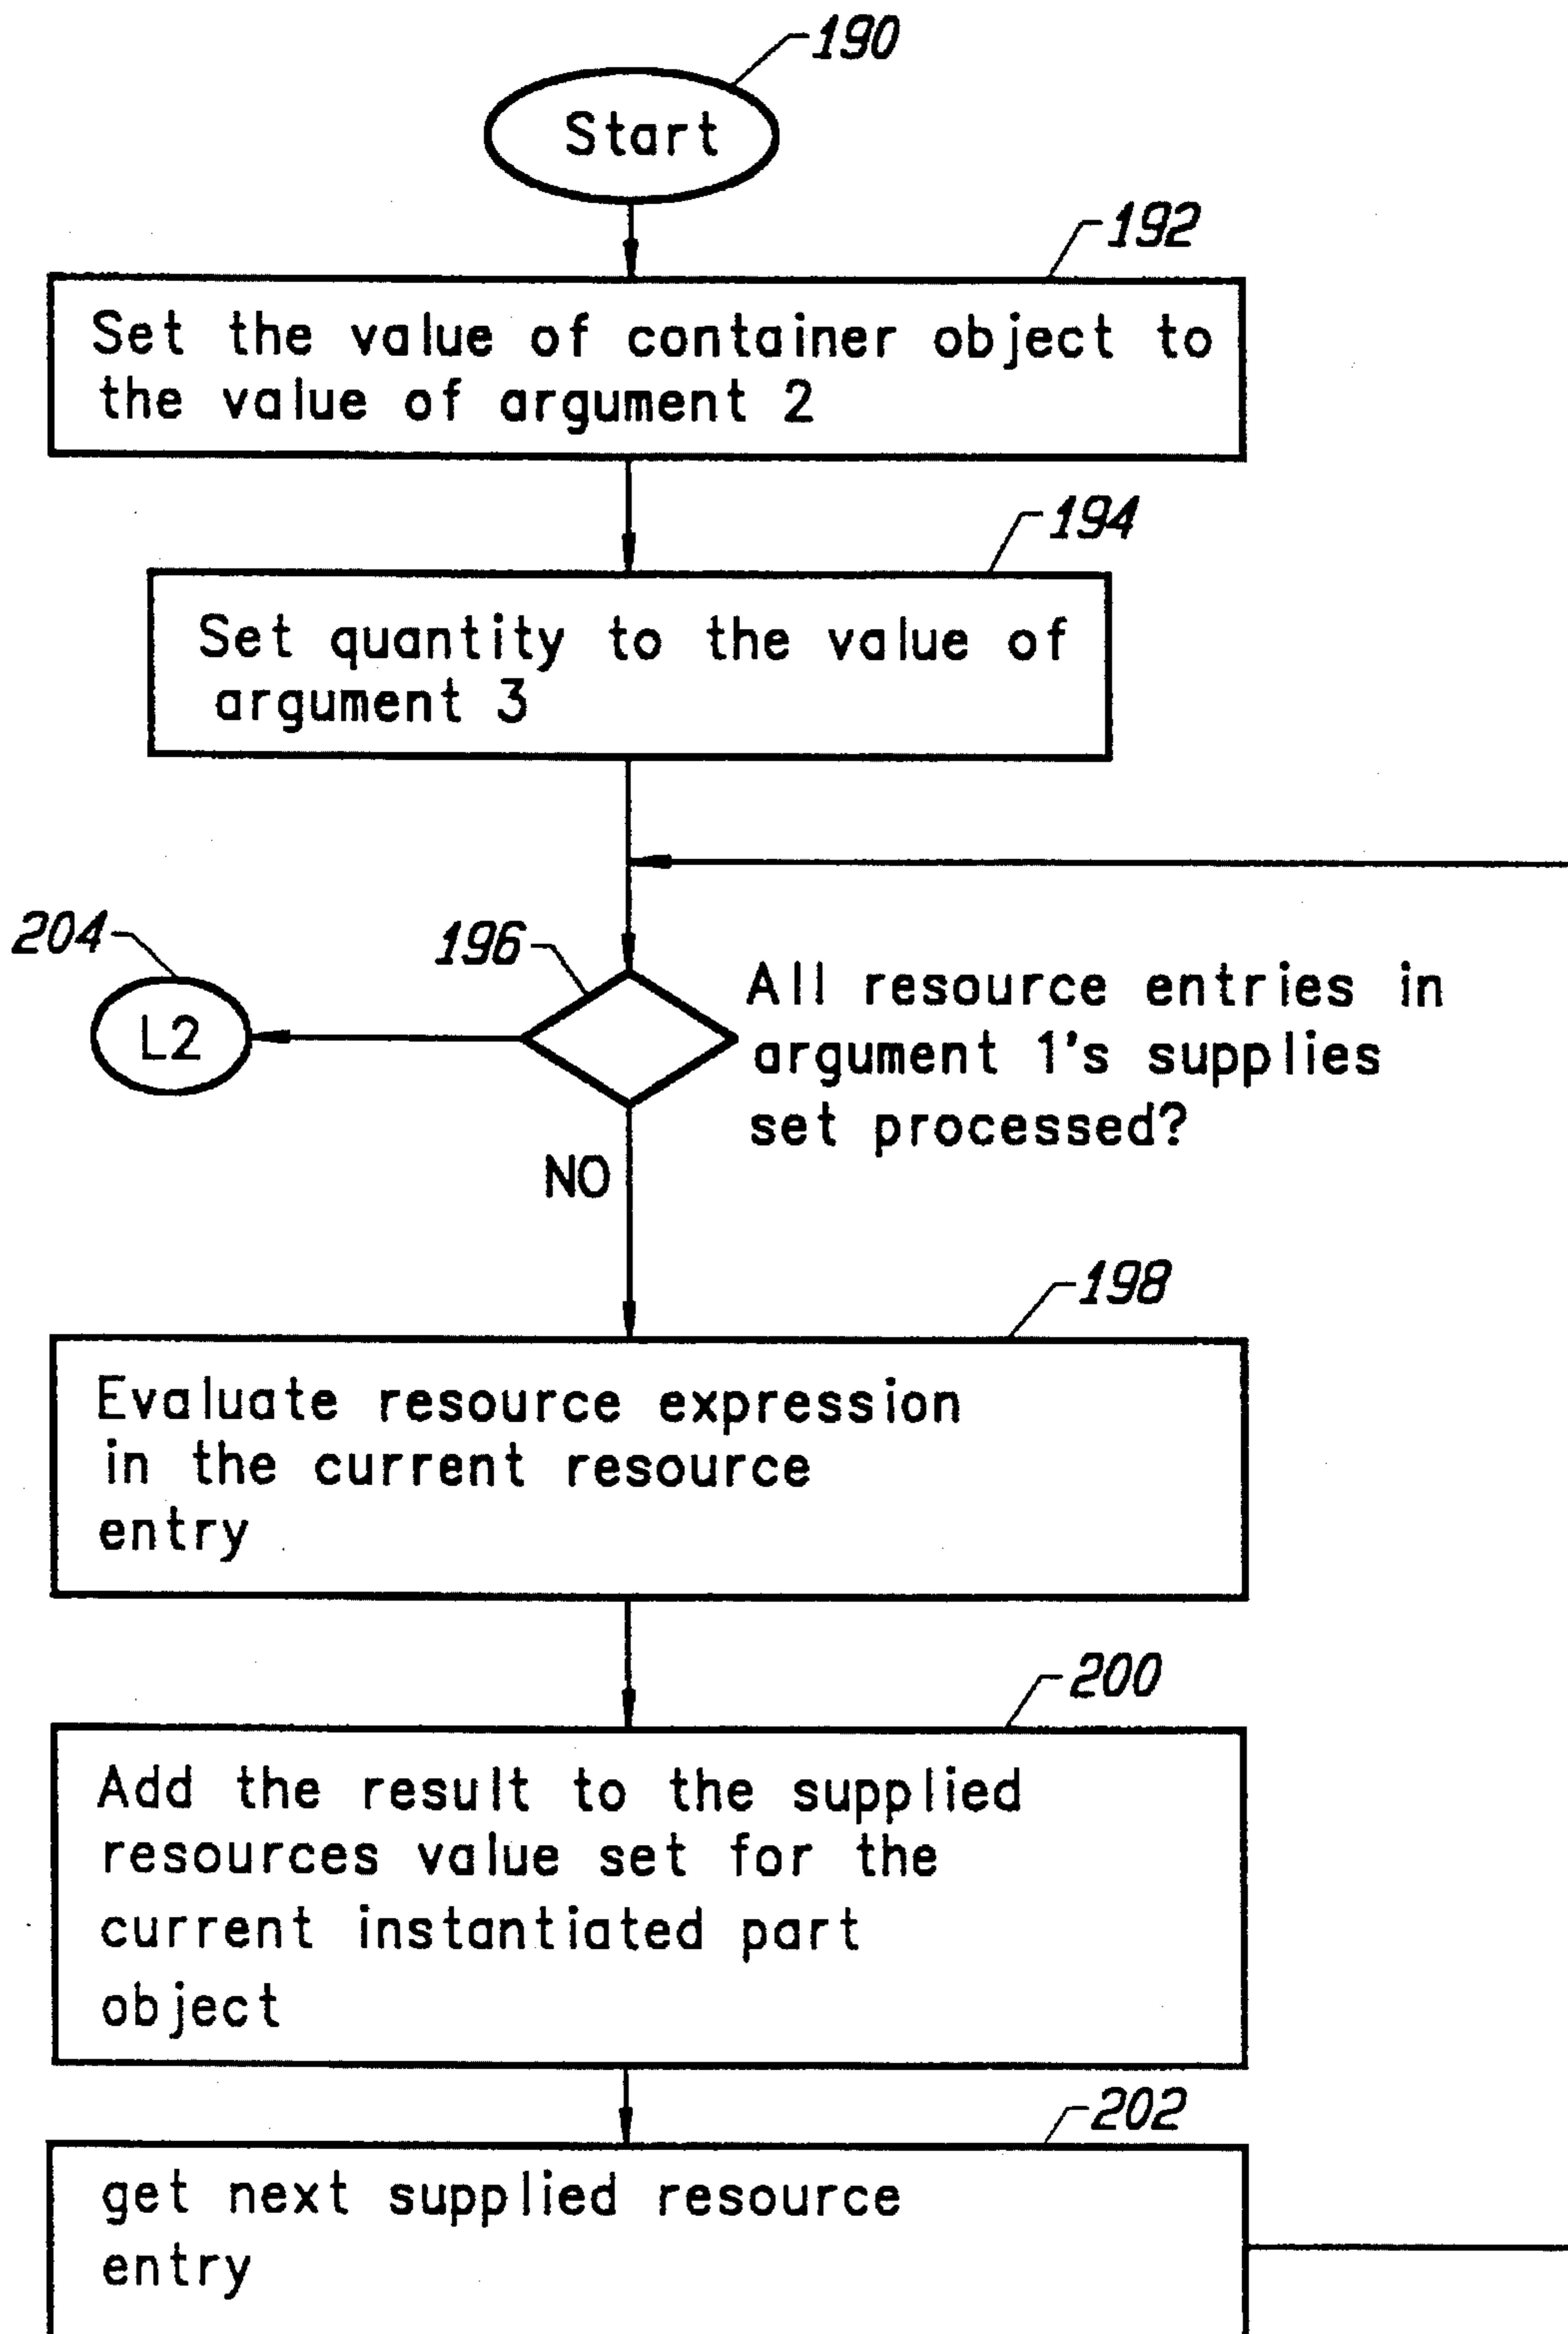 190
Start
192
Set the value of container object to
the value of argument 2
194
Set quantity to the value of
argument 3
204
196
L2
All resource entries in
argument 1's supplies
set processed?
NO
198
Evaluate resource expression
in the current resource
entry
200
Add the result to the supplied
resources value set for the
current instantiated part
object
202
get next supplied resource
entry